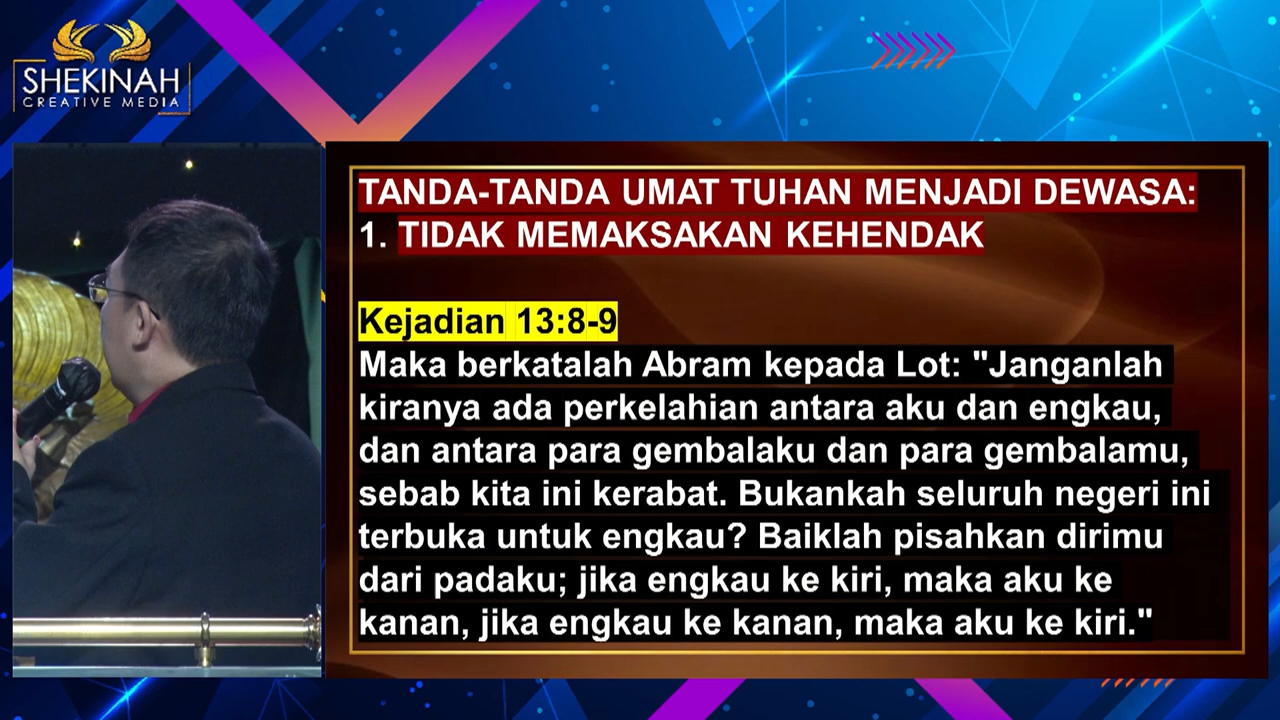 SHEKINAH
CREATIVE MEDIA
TANDA-TANDA UMAT TUHAN MENJADI DEWASA:
1. TIDAK MEMAKSAKAN KEHENDAK
Kejadian 13:8-9
Maka berkatalah Abram kepada Lot: "Janganlah
kiranya ada perkelahian antara aku dan engkau,
dan antara para gembalaku dan para gembalamu,
sebab kita ini kerabat. Bukankah seluruh negeri ini
terbuka untuk engkau? Baiklah pisahkan dirimu
dari padaku; jika engkau ke kiri, maka aku ke
kanan, jika engkau ke kanan, maka aku ke kiri."